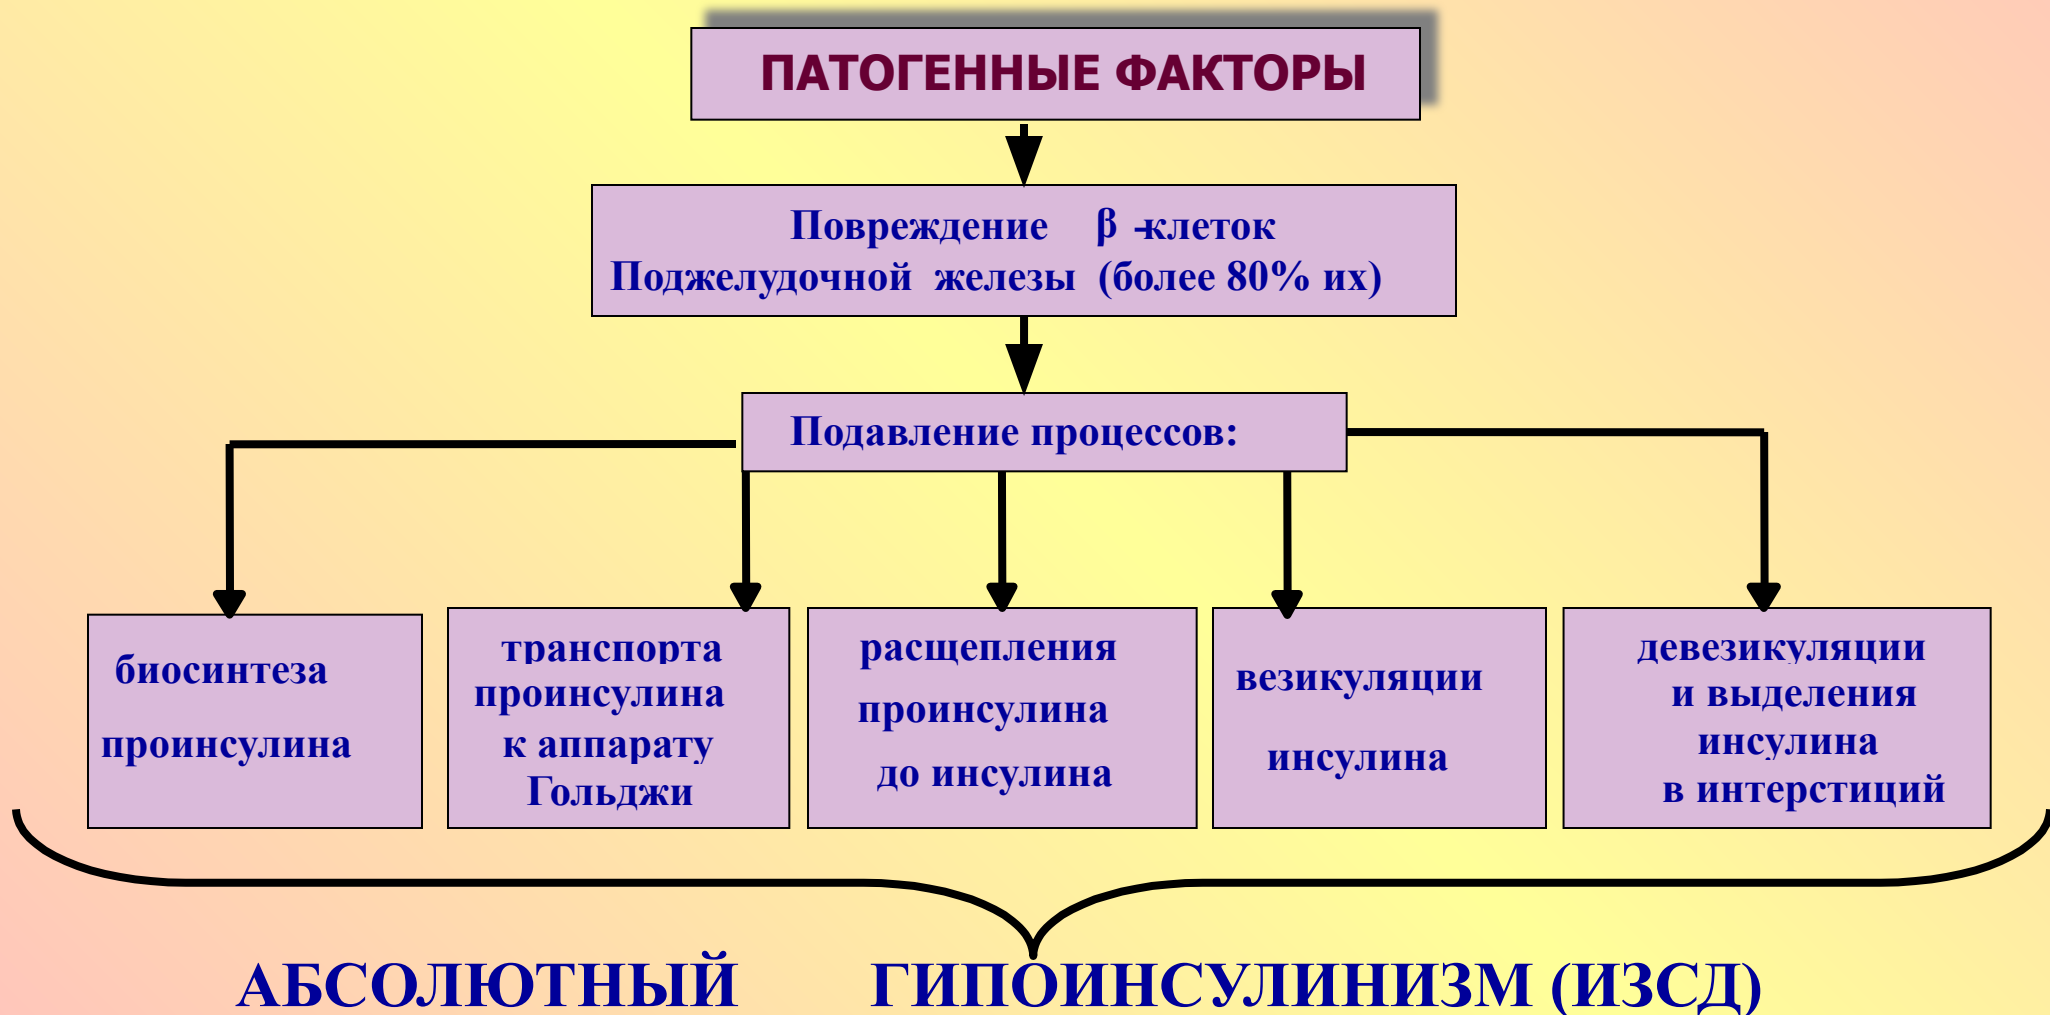 ПАТОГЕННЫЕ ФАКТОРЫ
Повреждение β -клеток
Поджелудочной железы (более 80% их)
Подавление процессов:
биосинтеза
проинсулина
транспорта
проинсулина
к аппарату
Гольджи
расщепления
проинсулина
до инсулина
везикуляции
инсулина
девезикуляции
и выделения
инсулина
в интерстиций
АБСОЛЮТНЫЙ ГИПОИНСУЛИНИЗМ (ИЗСД)